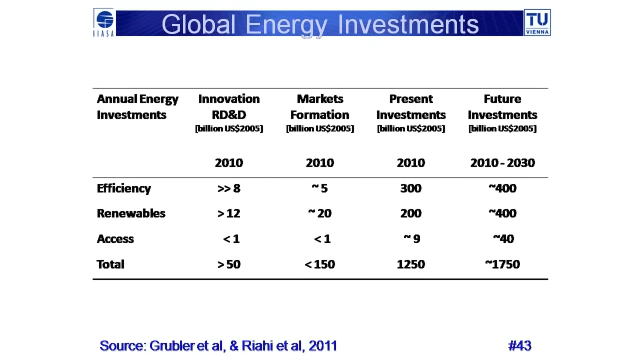 IIASA
Global Energy Investments
TU
VIENNA
Annual Energy Investments Innovation RD&D [billion US$2005] Markets Formation [billion US$2005] Present Investments [billion US$2005] Future Investments [billion US$2005]
2010 2010 2010 2010 - 2030
Efficiency >> 8 ~ 5 300 ~400
Renewables > 12 ~ 20 200 ~400
Access < 1 < 1 ~ 9 ~40
Total > 50 < 150 1250 ~1750
Source: Grubler et al, & Riahi et al, 2011 #43